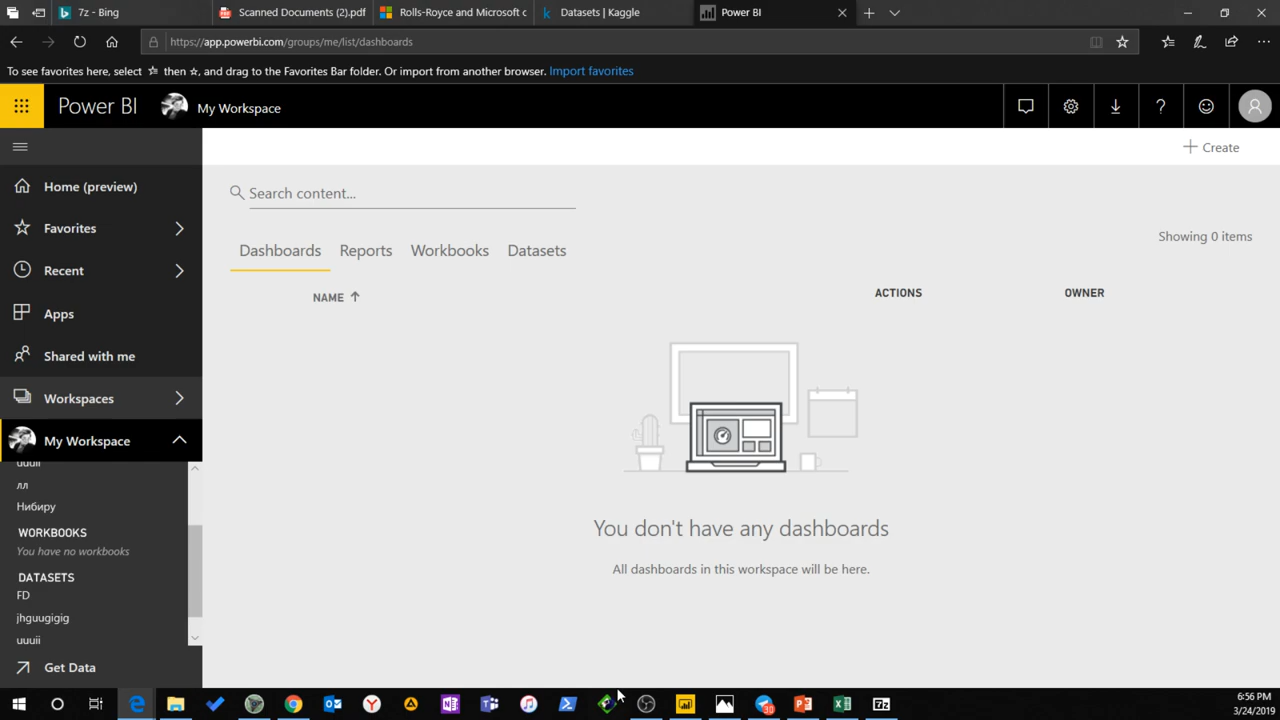 7z - Bing
Scanned Documents (2).pdf
Rolls-Royce and Microsoft c
Datasets | Kaggle
Power BI
https://app.powerbi.com/groups/me/list/dashboards
To see favorites here, select ☆ then ☆, and drag to the Favorites Bar folder. Or import from another browser. Import favorites
Power BI
My Workspace
Create
Home (preview)
Search content...
Favorites
Dashboards Reports Workbooks Datasets
Showing 0 items
Recent
NAME ↑
ACTIONS
OWNER
Apps
Shared with me
Workspaces
My Workspace
uuuii
лл
Нибиру
WORKBOOKS
You have no workbooks
DATASETS
FD
jhguugigig
uuuii
Get Data
You don't have any dashboards
All dashboards in this workspace will be here.
30
7z
6:56 PM
3/24/2019